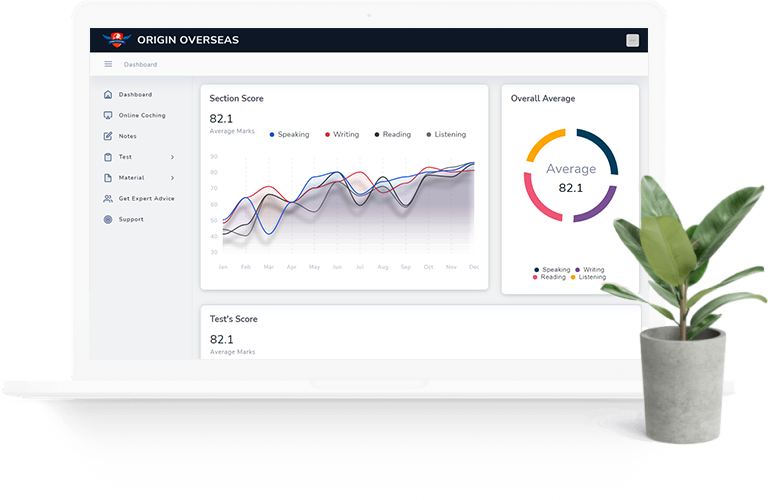 ORIGIN OVERSEAS
Dashboard
Dashboard
Online Coching
Notes
Test
Material
Get Expert Advice
Support
Section Score
82.1
Average Marks
Speaking Writing Reading Listening
90
80
70
60
50
40
30
Jan Feb Mar Apr May Jun Jul Aug Sep Oct Nov Dec
Overall Average
Average
82.1
Speaking Writing
Reading Listening
Test's Score
82.1
Average Marks